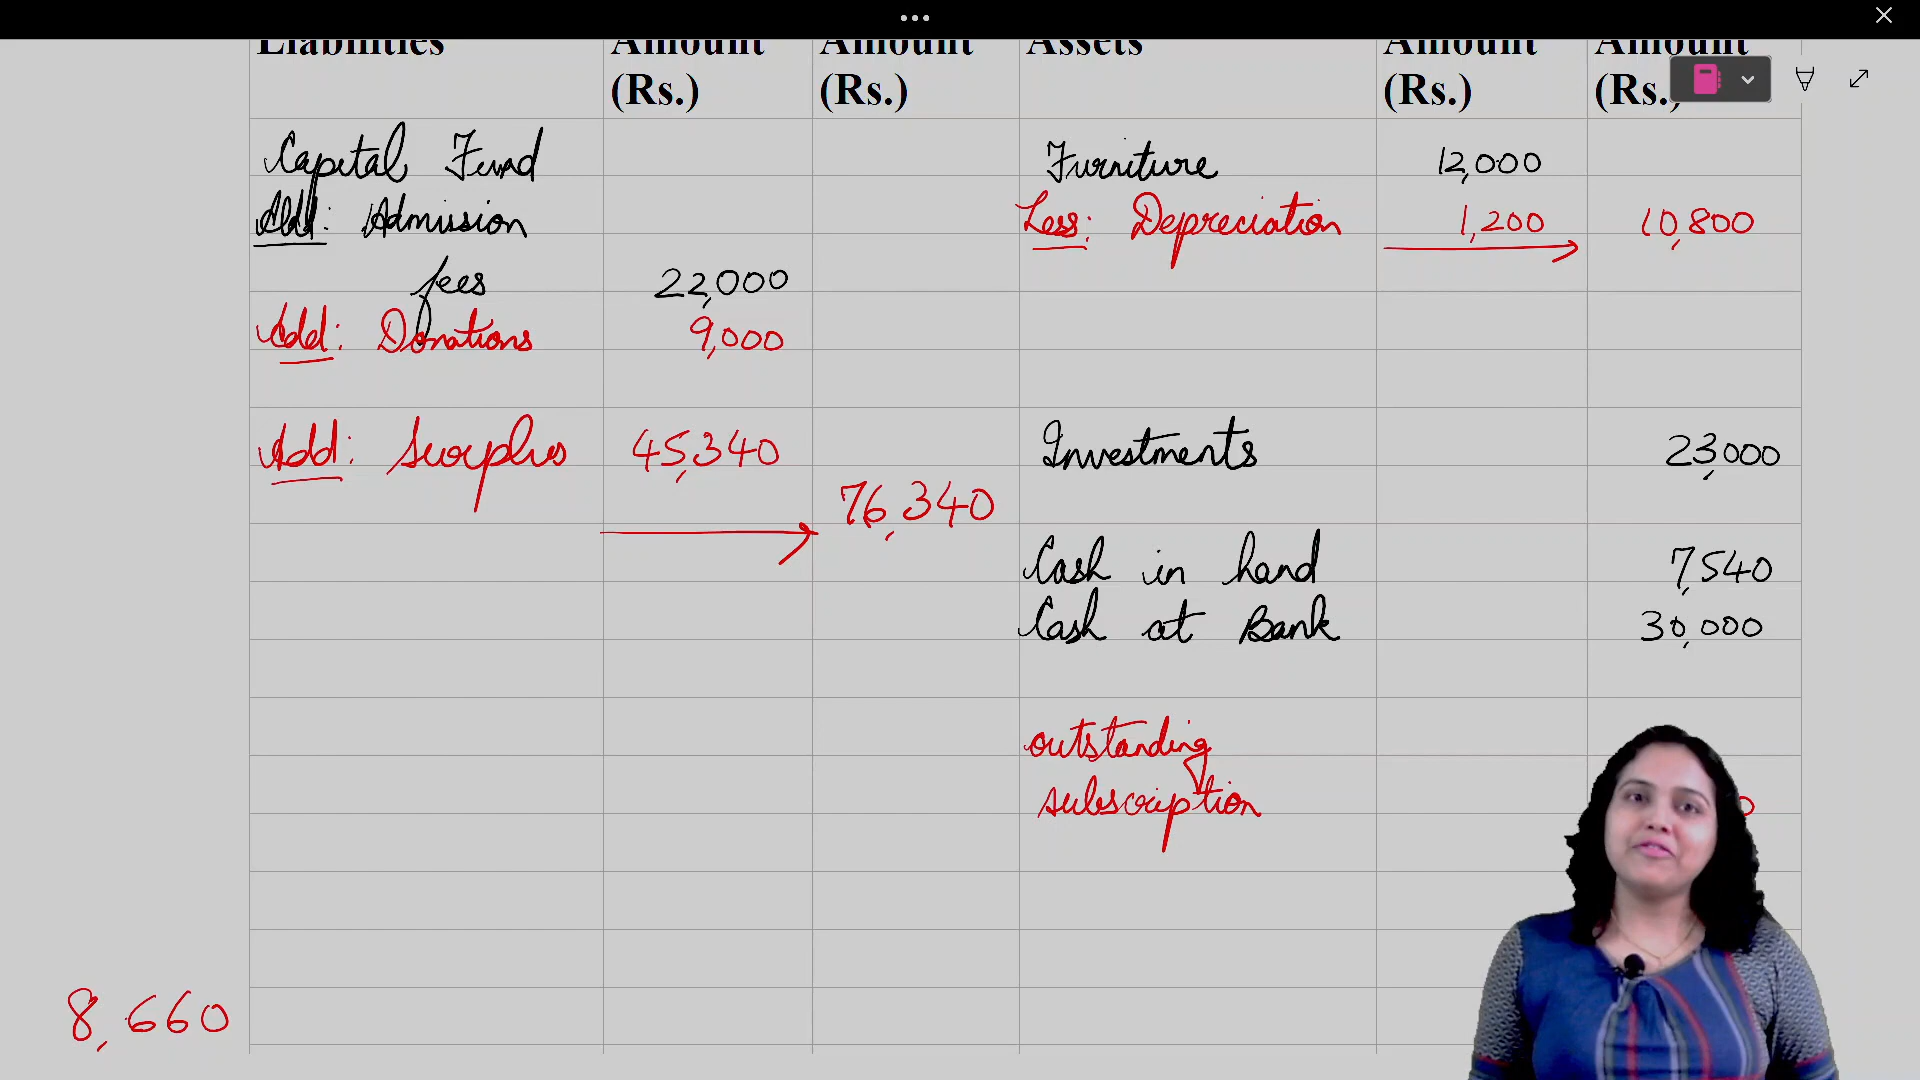 Liabilities Amount Amount Assets Amount Amount
(Rs.) (Rs.) (Rs.) (Rs.)
Capital Fund Furniture 12,000
Add: Admission Less: Depreciation 1,200 10,800
fees 22,000
Add: Donations 9,000
Add: Surplus 45,340 Investments 23,000
76,340
Cash in hand 7,540
Cash at Bank 30,000
outstanding
subscription
8,660